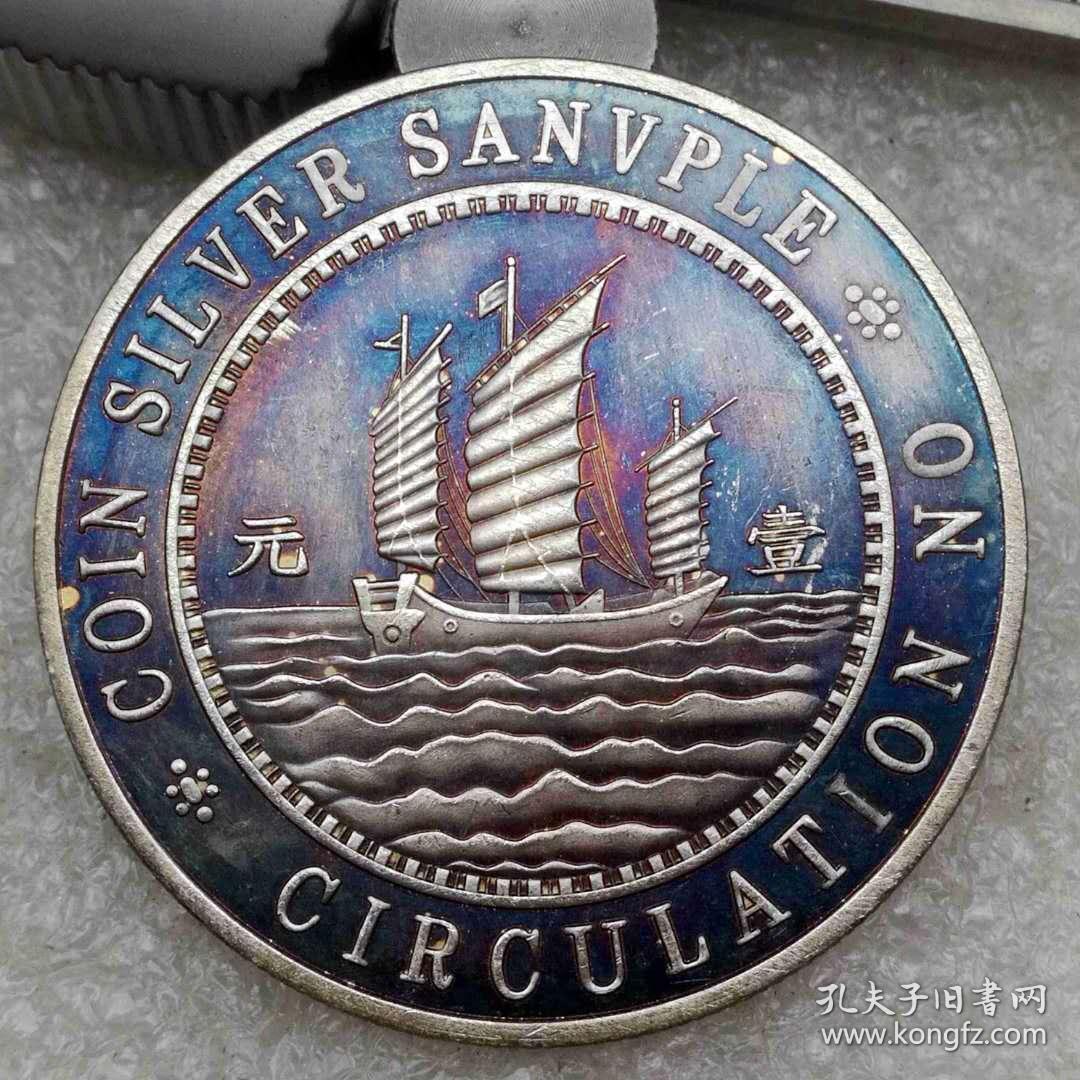 COIN SILVER SANVPLE
元 壹
CIRCULATION NO
孔夫子旧書网
www.kongfz.com